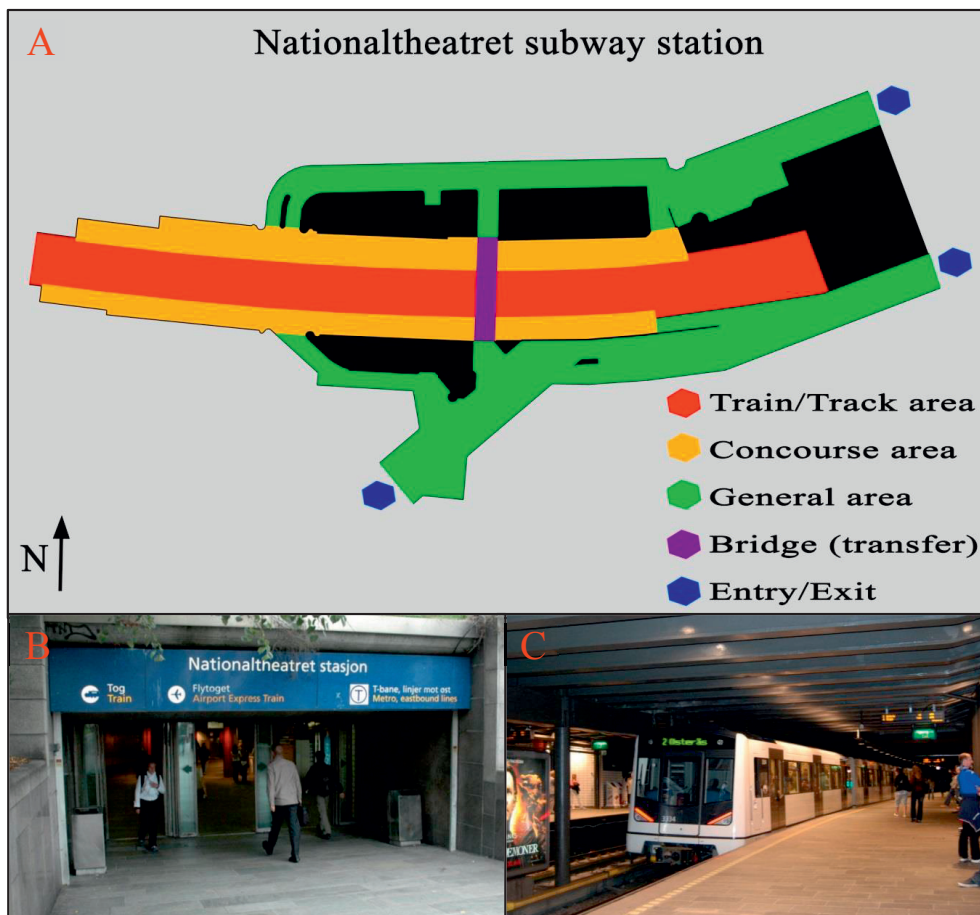 A
Nationaltheatret subway station
Train/Track area
Concourse area
General area
Bridge (transfer)
Entry/Exit
N
B
Nationaltheatret stasjon
Tog
Train
Flytoget
Airport Express Train
T
T-bane, linjer mot øst
Metro, eastbound lines
C
2 Østerås
3334